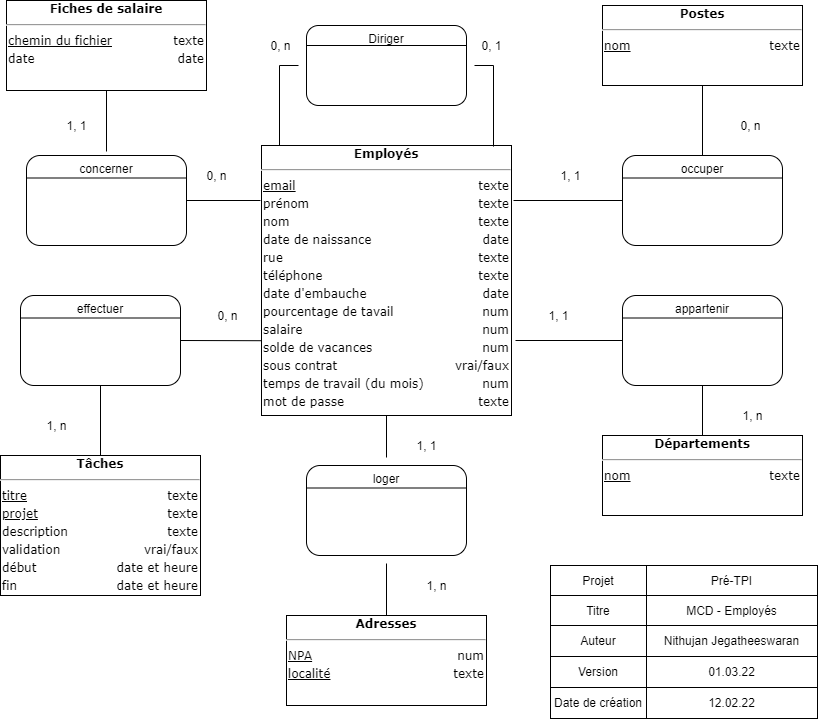 Fiches de salaire
chemin du fichier texte
date date
1, 1
concerner
0, n
0, n
Diriger
0, 1
Postes
nom texte
0, n
occuper
1, 1
Employés
email texte
prénom texte
nom texte
date de naissance date
rue texte
téléphone texte
date d'embauche date
pourcentage de tavail num
salaire num
solde de vacances num
sous contrat vrai/faux
temps de travail (du mois) num
mot de passe texte
effectuer
0, n
1, n
Tâches
titre texte
projet texte
description texte
validation vrai/faux
début date et heure
fin date et heure
1, 1
appartenir
1, n
Départements
nom texte
1, 1
loger
1, n
Adresses
NPA num
localité texte
Projet Pré-TPI
Titre MCD - Employés
Auteur Nithujan Jegatheeswaran
Version 01.03.22
Date de création 12.02.22